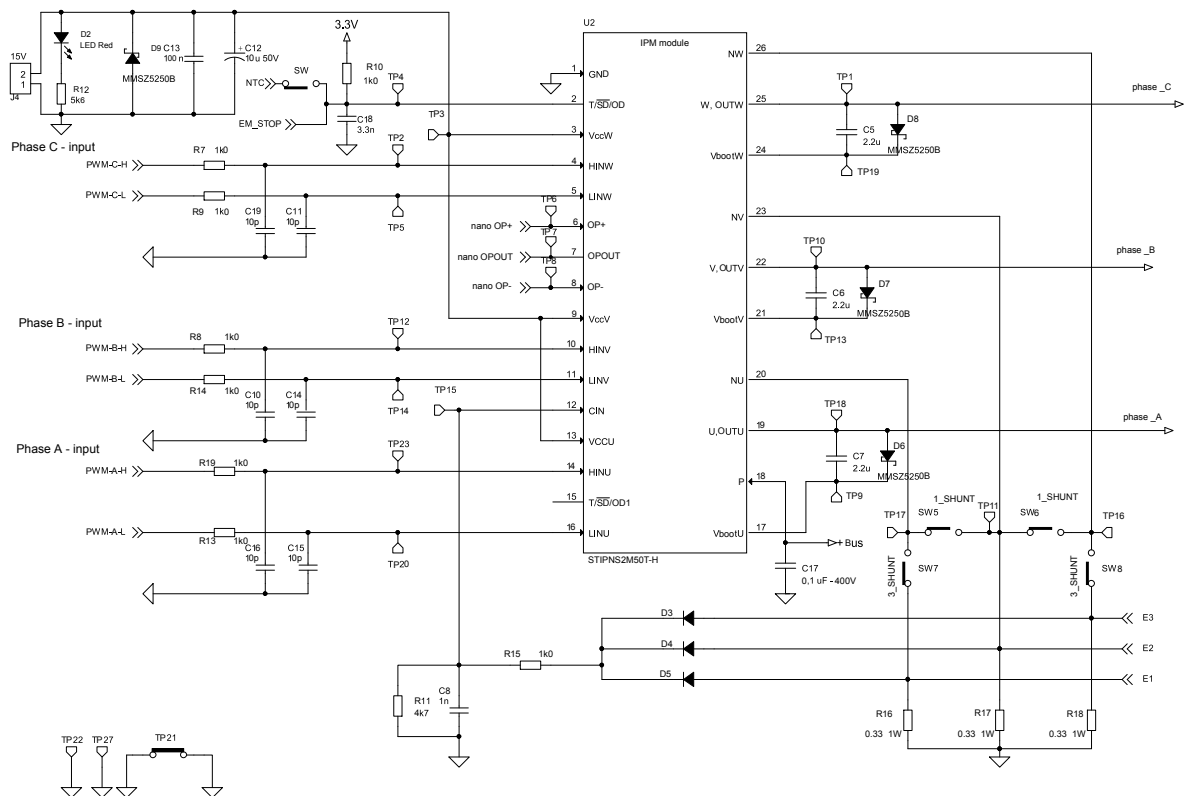 U2
IPM module
3.3V
D2
LED Red
D9
C13
100 n
C12
10u 50V
+
15V
2
1
J4
R12
5k6
MMSZ5250B
R10
1k0
TP4
NTC
SW
EM_STOP
C18
3.3n
TP3
TP2
Phase C - input
PWM-C-H
R7
1k0
PWM-C-L
R9
1k0
C19
10p
C11
10p
TP5
TP6
nano OP+
TP7
nano OPOUT
TP8
nano OP-
Phase B - input
PWM-B-H
R8
1k0
TP12
PWM-B-L
R14
1k0
C10
10p
C14
10p
TP14
TP15
Phase A - input
PWM-A-H
R19
1k0
TP23
PWM-A-L
R13
1k0
C16
10p
C15
10p
TP20
1
GND
2
T/SD/OD
3
VccW
4
HINW
5
LINW
6
OP+
7
OPOUT
8
OP-
9
VccV
10
HINV
11
LINV
12
CIN
13
VCCU
14
HINU
15
T/SD/OD1
16
LINU
STIPNS2M50T-H
NW
26
W, OUTW
25
VbootW
24
NV
23
V, OUTV
22
VbootV
21
NU
20
U,OUTU
19
P
18
VbootU
17
TP1
phase _C
C5
2.2u
D8
MMSZ5250B
TP19
TP10
phase _B
C6
2.2u
D7
MMSZ5250B
TP13
TP18
phase _A
C7
2.2u
D6
MMSZ5250B
TP9
+ Bus
C17
0,1 uF - 400V
1_SHUNT
1_SHUNT
TP17
SW5
TP11
SW6
TP16
3_SHUNT
SW7
3_SHUNT
SW8
D3
E3
D4
E2
D5
E1
R15
1k0
R11
4k7
C8
1n
R16
0.33 1W
R17
0.33 1W
R18
0.33 1W
TP22
TP27
TP21